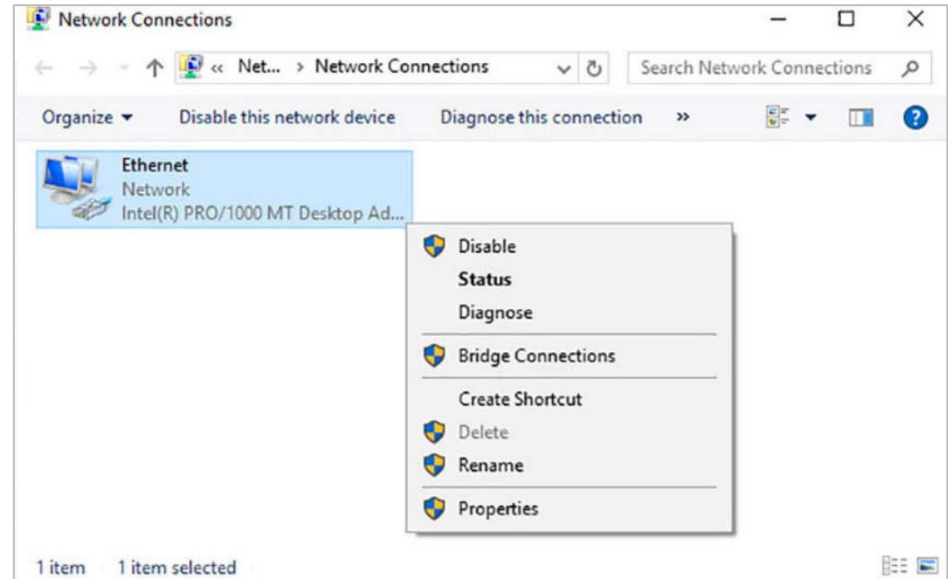 Network Connections
« Net... > Network Connections
Search Network Connections
Organize
Disable this network device
Diagnose this connection
»
Ethernet
Network
Intel(R) PRO/1000 MT Desktop Ad...
Disable
Status
Diagnose
Bridge Connections
Create Shortcut
Delete
Rename
Properties
1 item
1 item selected